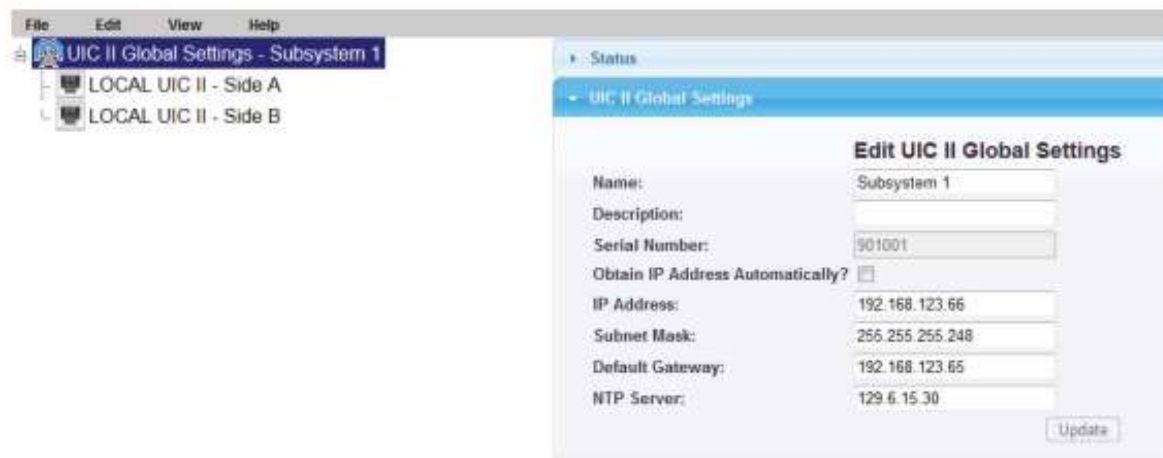 File Edit View Help
UIC II Global Settings - Subsystem 1
LOCAL UIC II - Side A
LOCAL UIC II - Side B
Status
UIC II Global Settings
Edit UIC II Global Settings
Name: Subsystem 1
Description:
Serial Number: 901001
Obtain IP Address Automatically?
IP Address: 192.168.123.66
Subnet Mask: 255.255.255.248
Default Gateway: 192.168.123.65
NTP Server: 129.6.15.30
Update